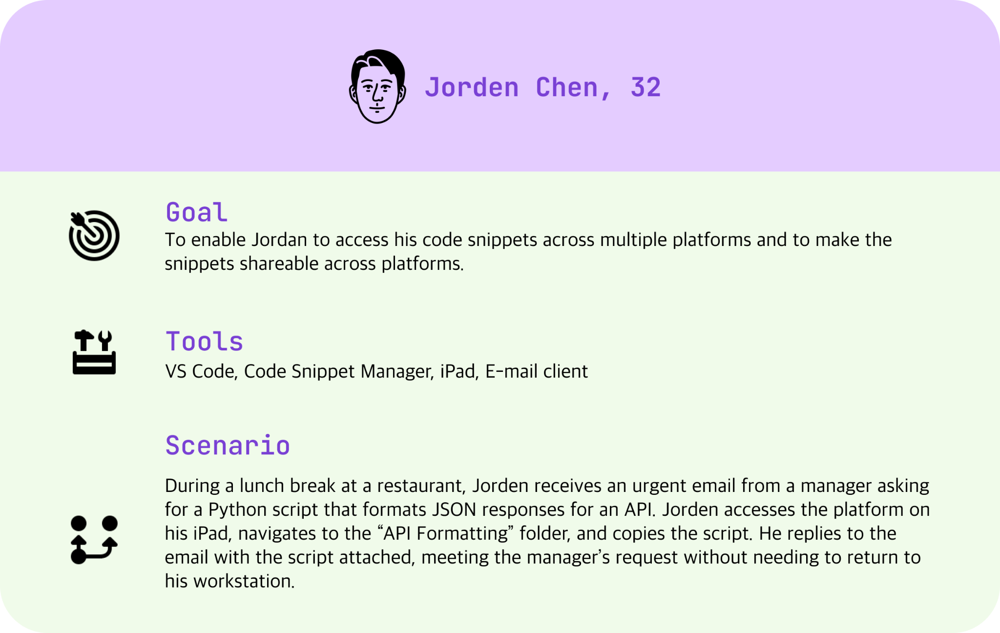 Jorden Chen, 32
Goal
To enable Jordan to access his code snippets across multiple platforms and to make the
snippets shareable across platforms.
Tools
VS Code, Code Snippet Manager, iPad, E-mail client
Scenario
During a lunch break at a restaurant, Jorden receives an urgent email from a manager asking
for a Python script that formats JSON responses for an API. Jorden accesses the platform on
his iPad, navigates to the “API Formatting” folder, and copies the script. He replies to the
email with the script attached, meeting the manager’s request without needing to return to
his workstation.